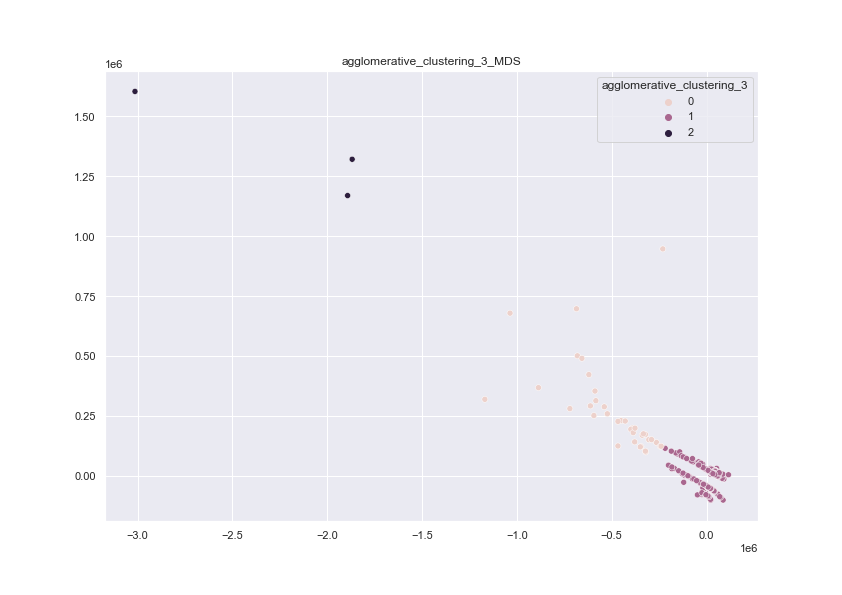 agglomerative_clustering_3_MDS
1e6
agglomerative_clustering_3
0
1
2
1.50
1.25
1.00
0.75
0.50
0.25
0.00
−3.0 −2.5 −2.0 −1.5 −1.0 −0.5 0.0
1e6